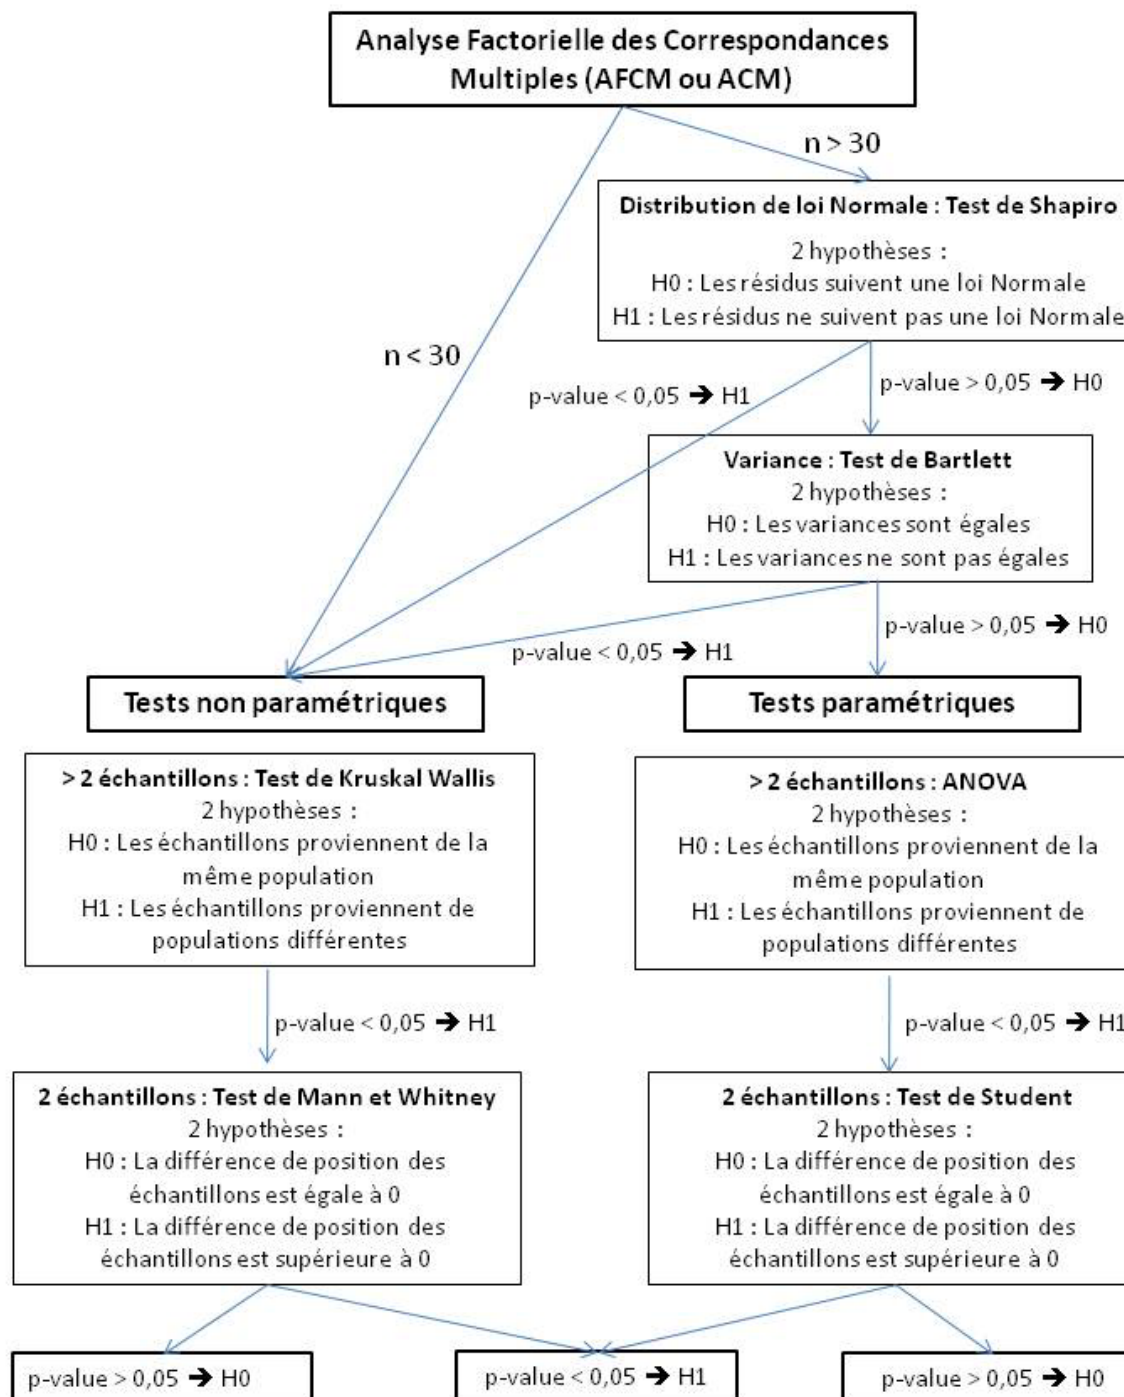 Analyse Factorielle des Correspondances
Multiples (AFCM ou ACM)
n > 30
Distribution de loi Normale : Test de Shapiro
2 hypothèses :
H0 : Les résidus suivent une loi Normale
H1 : Les résidus ne suivent pas une loi Normale
n < 30
p-value < 0,05 ➔ H1
p-value > 0,05 ➔ H0
Variance : Test de Bartlett
2 hypothèses :
H0 : Les variances sont égales
H1 : Les variances ne sont pas égales
p-value < 0,05 ➔ H1
p-value > 0,05 ➔ H0
Tests non paramétriques
> 2 échantillons : Test de Kruskal Wallis
2 hypothèses :
H0 : Les échantillons proviennent de la
même population
H1 : Les échantillons proviennent de
populations différentes
p-value < 0,05 ➔ H1
2 échantillons : Test de Mann et Whitney
2 hypothèses :
H0 : La différence de position des
échantillons est égale à 0
H1 : La différence de position des
échantillons est supérieure à 0
Tests paramétriques
> 2 échantillons : ANOVA
2 hypothèses :
H0 : Les échantillons proviennent de la
même population
H1 : Les échantillons proviennent de
populations différentes
p-value < 0,05 ➔ H1
2 échantillons : Test de Student
2 hypothèses :
H0 : La différence de position des
échantillons est égale à 0
H1 : La différence de position des
échantillons est supérieure à 0
p-value > 0,05 ➔ H0
p-value < 0,05 ➔ H1
p-value > 0,05 ➔ H0